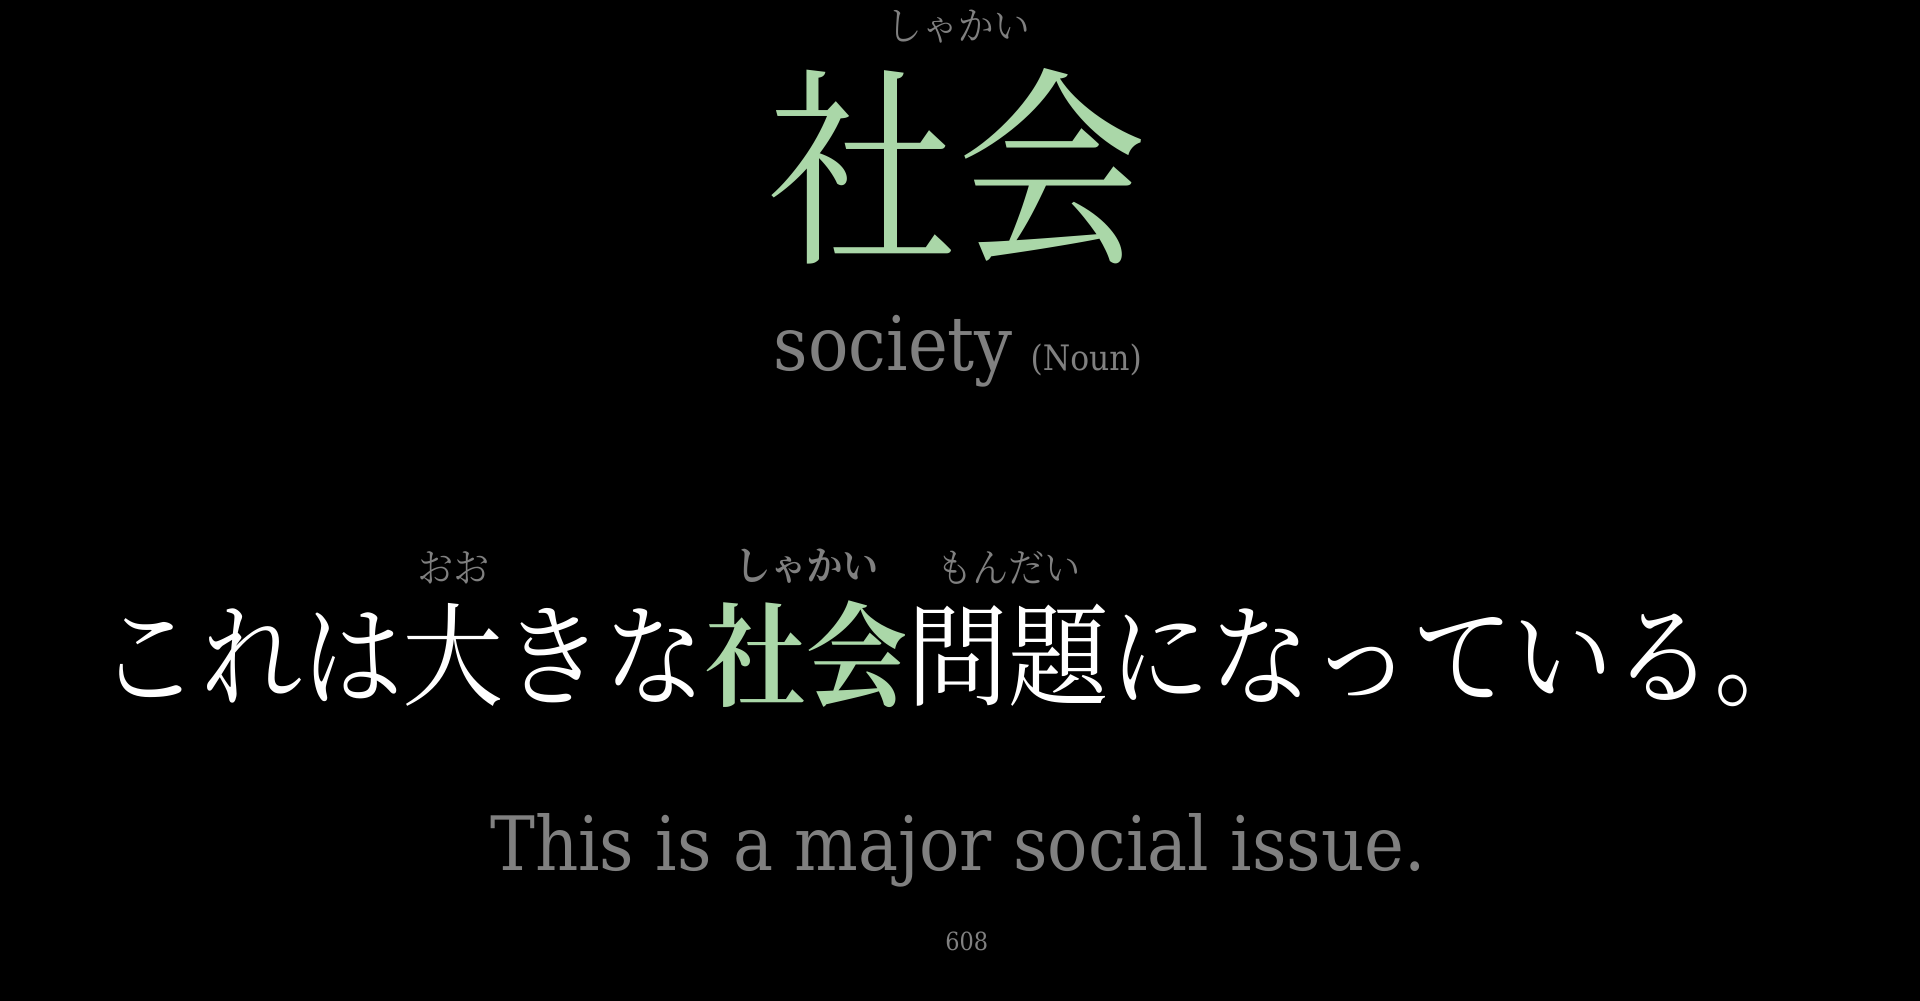 しゃかい
社会
society (Noun)
おお しゃかい もんだい
これは大きな社会問題になっている。
This is a major social issue.
608